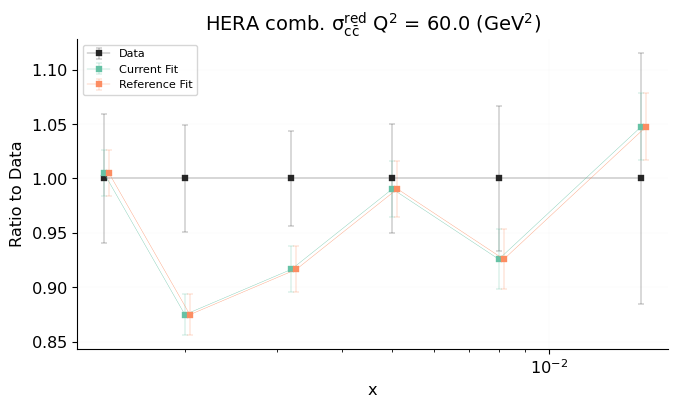 HERA comb. σ^red_cc̄ Q² = 60.0 (GeV²)
Data
Current Fit
Reference Fit
Ratio to Data
1.10
1.05
1.00
0.95
0.90
0.85
10⁻²
x